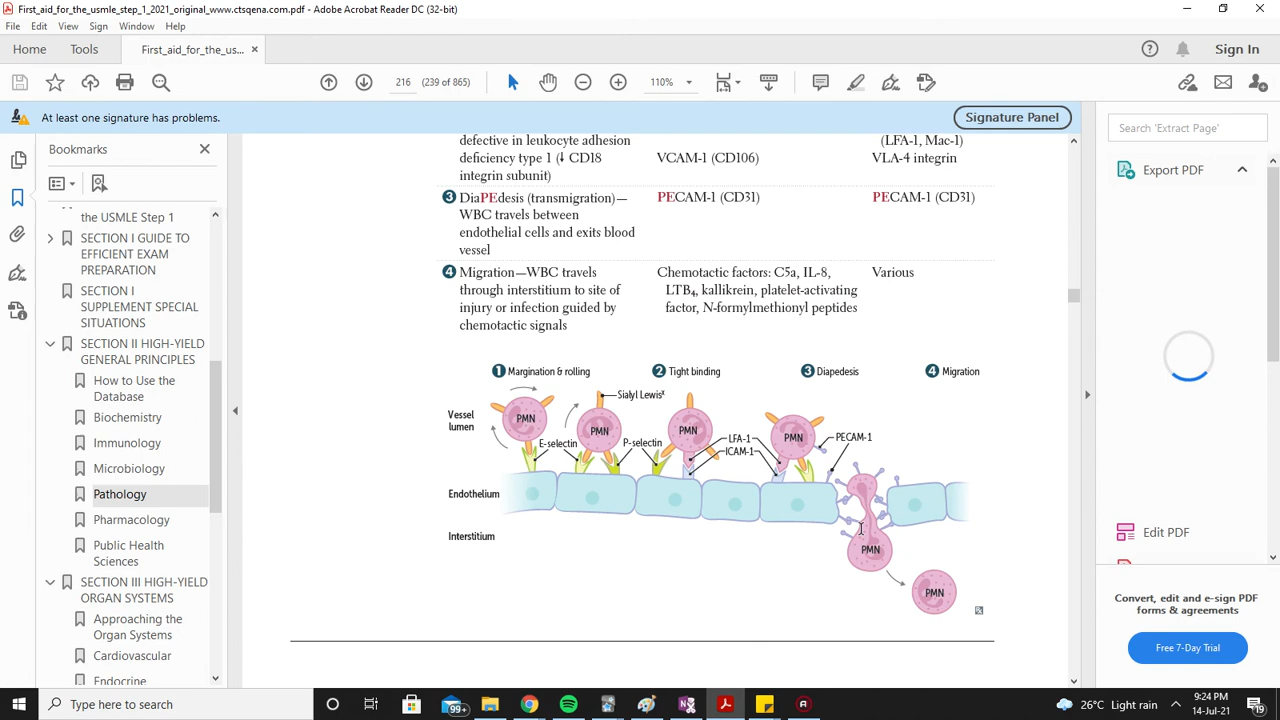 First_aid_for_the_usmle_step_1_2021_original_www.ctsqena.com.pdf - Adobe Acrobat Reader DC (32-bit)
File Edit View Sign Window Help
Home Tools First_aid_for_the_us... × Sign In
216 (239 of 865) 110%
At least one signature has problems. Signature Panel
Bookmarks
the USMLE Step 1
SECTION I GUIDE TO
EFFICIENT EXAM
PREPARATION
SECTION I
SUPPLEMENT SPECIAL
SITUATIONS
SECTION II HIGH-YIELD
GENERAL PRINCIPLES
How to Use the
Database
Biochemistry
Immunology
Microbiology
Pathology
Pharmacology
Public Health
Sciences
SECTION III HIGH-YIELD
ORGAN SYSTEMS
Approaching the
Organ Systems
Cardiovascular
Endocrine
defective in leukocyte adhesion (LFA-1, Mac-1)
deficiency type 1 (↓ CD18 VCAM-1 (CD106) VLA-4 integrin
integrin subunit)
3 DiaPEdesis (transmigration)— PECAM-1 (CD31) PECAM-1 (CD31)
WBC travels between
endothelial cells and exits blood
vessel
4 Migration—WBC travels Chemotactic factors: C5a, IL-8, Various
through interstitium to site of LTB4, kallikrein, platelet-activating
injury or infection guided by factor, N-formylmethionyl peptides
chemotactic signals
1 Margination & rolling 2 Tight binding 3 Diapedesis 4 Migration
Sialyl Lewisx
Vessel
lumen
PMN PMN PMN PMN
E-selectin P-selectin LFA-1 PECAM-1
ICAM-1
Endothelium
Interstitium
PMN
PMN
Search 'Extract Page'
Export PDF
Edit PDF
Convert, edit and e-sign PDF
forms & agreements
Free 7-Day Trial
Type here to search
99+
26°C Light rain
9:24 PM
14-Jul-21
19